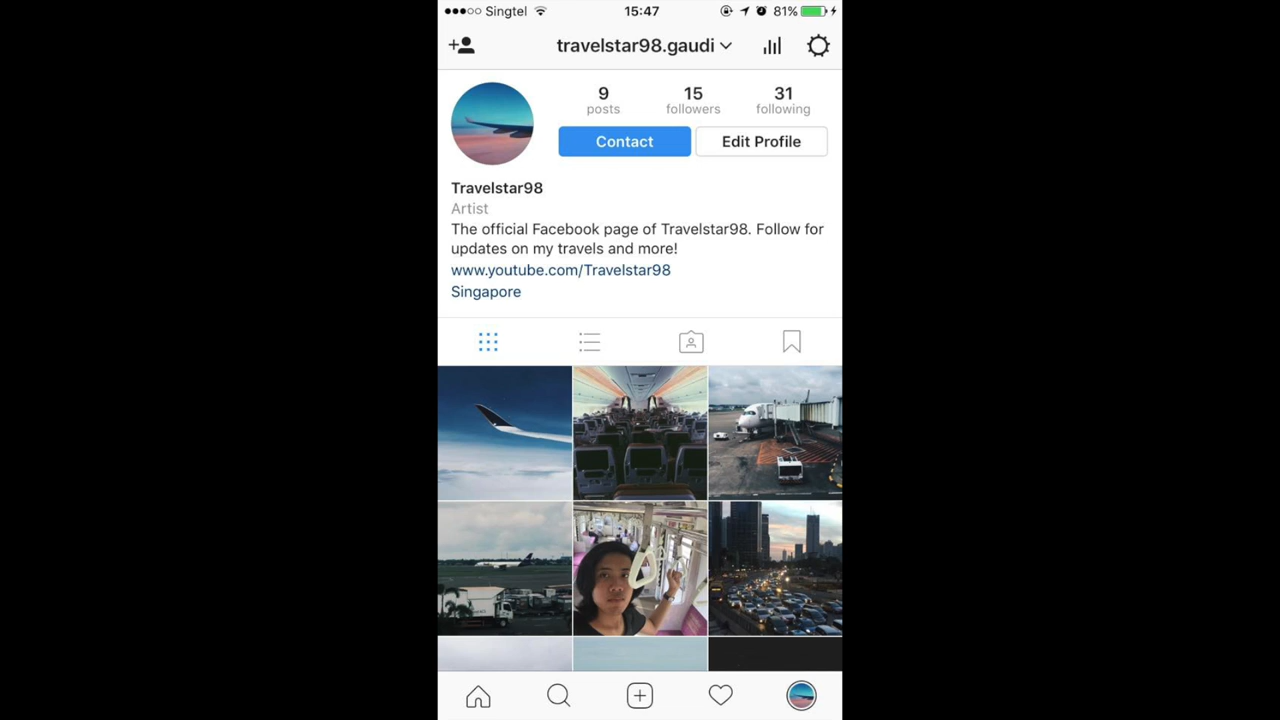 Singtel 15:47 81%
travelstar98.gaudi
9 15 31
posts followers following
Contact Edit Profile
Travelstar98
Artist
The official Facebook page of Travelstar98. Follow for
updates on my travels and more!
www.youtube.com/Travelstar98
Singapore